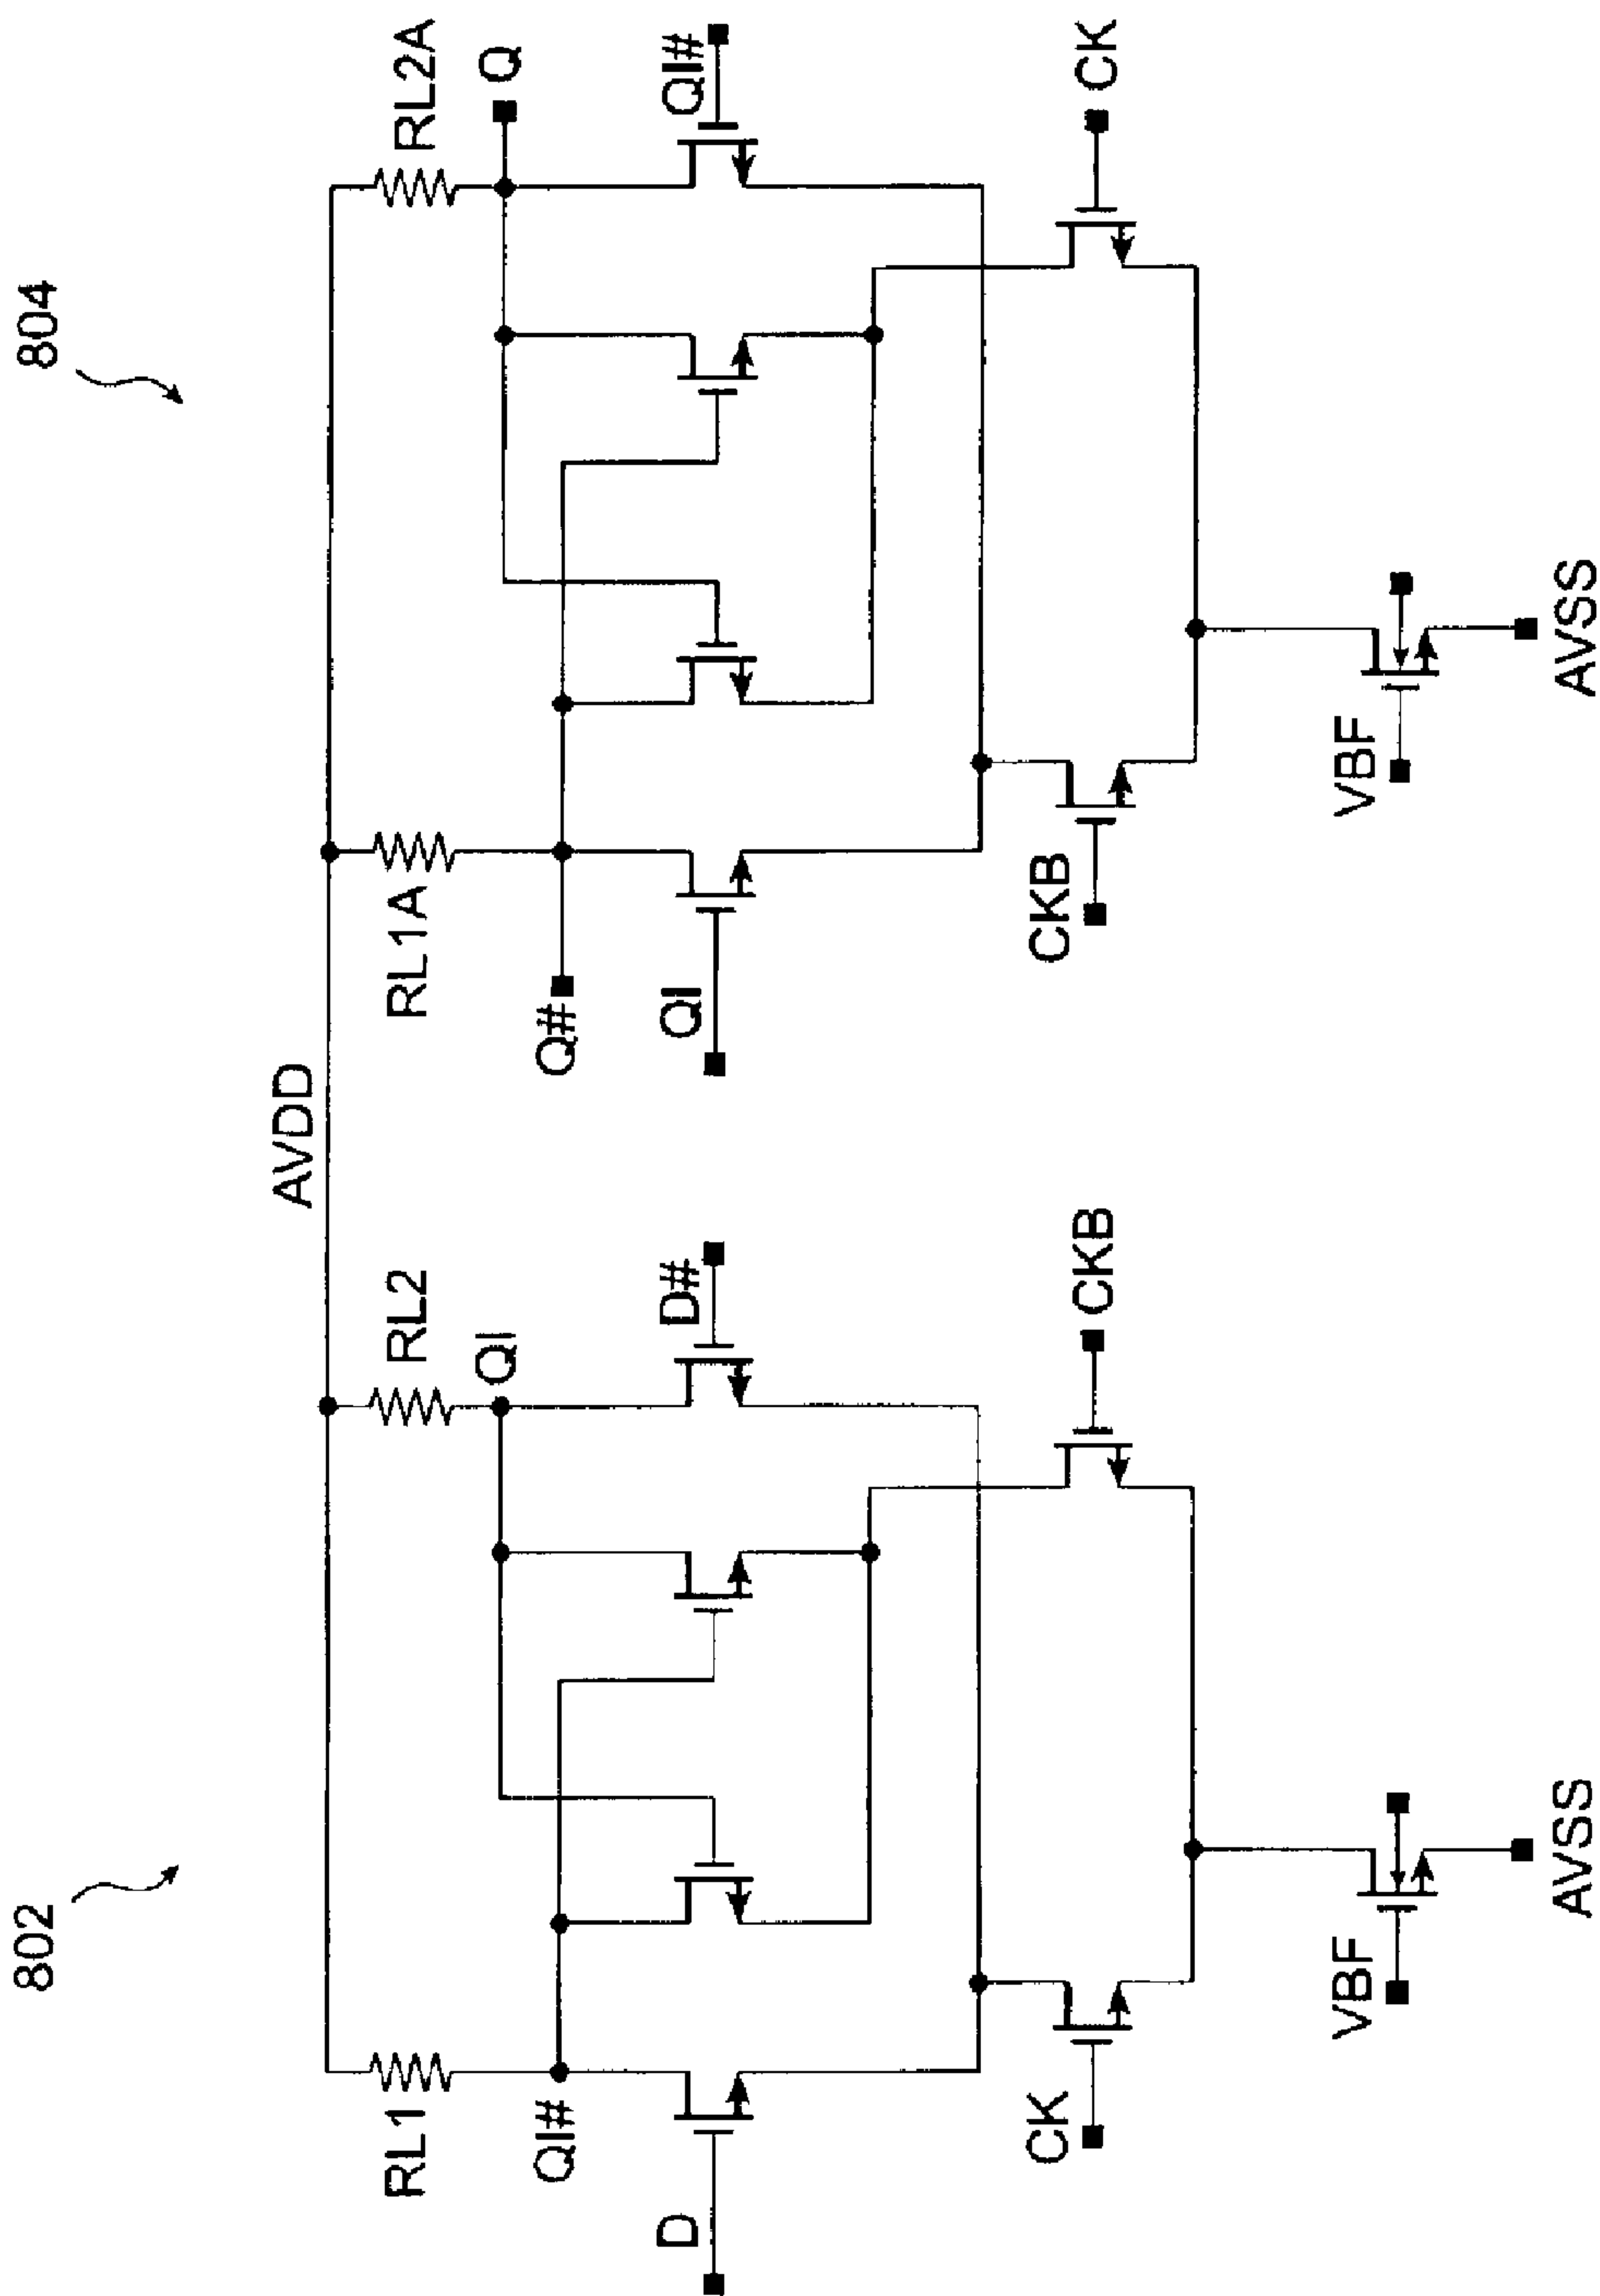 802
804
AVDD
RL1
RL2
RL1A
RL2A
QI#
QI
Q#
Q
D
D#
QI
QI#
CK
CKB
CKB
CK
VBF
VBF
AVSS
AVSS